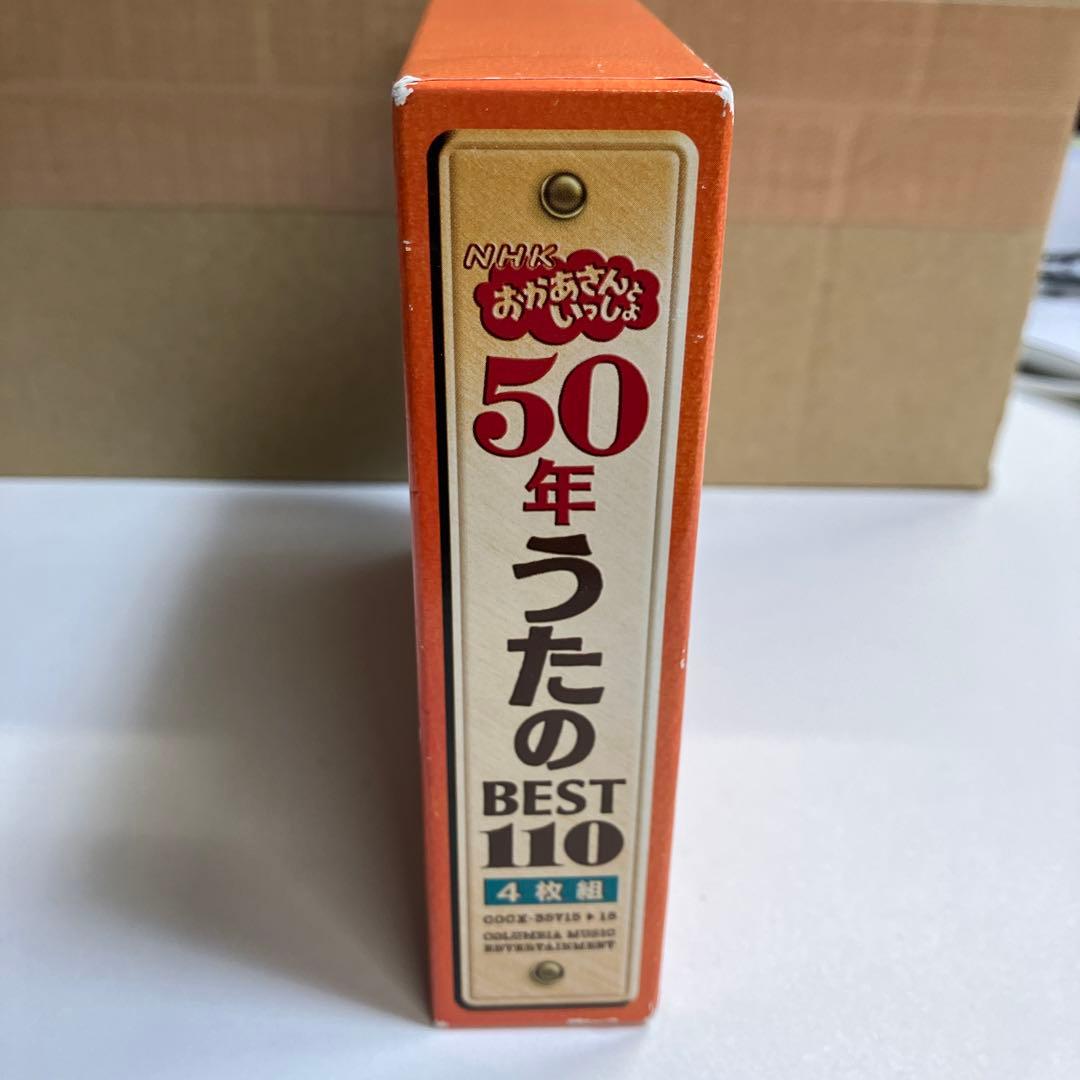 NHK
おかあさんと
いっしょ
50
年
うたの
BEST
110
4枚組
COLUMBIA MUSIC
ENTERTAINMENT